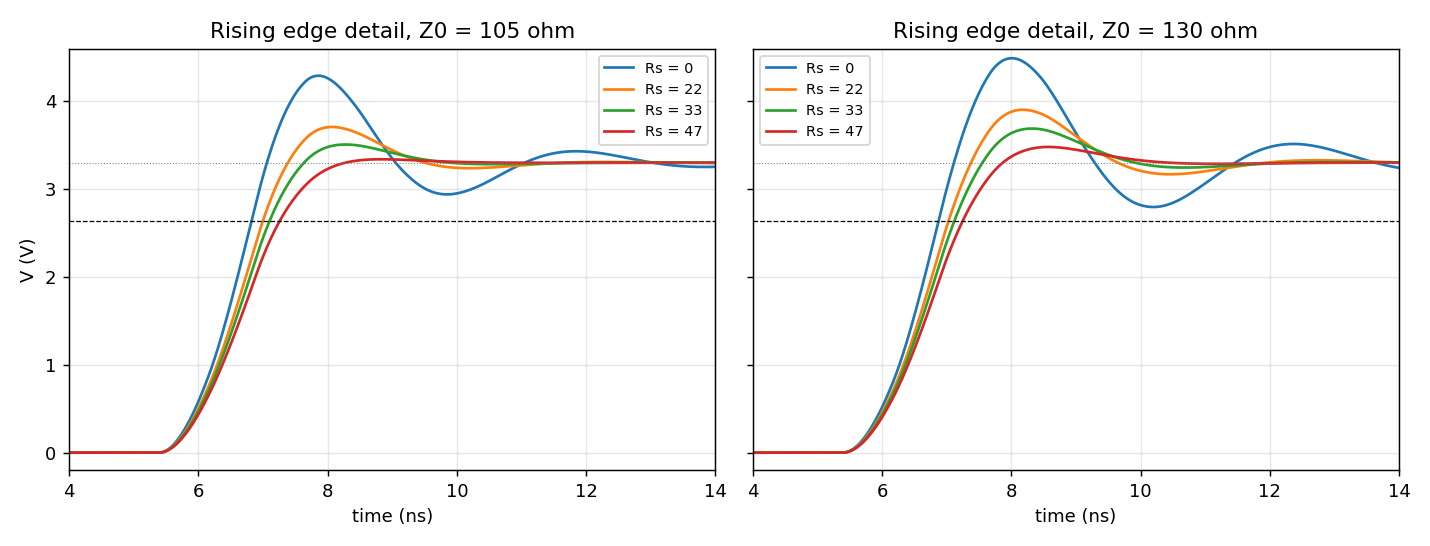 Rising edge detail, Z0 = 105 ohm
Rs = 0
Rs = 22
Rs = 33
Rs = 47
V (V)
4
3
2
1
0
4
6
8
10
12
14
time (ns)
Rising edge detail, Z0 = 130 ohm
Rs = 0
Rs = 22
Rs = 33
Rs = 47
4
6
8
10
12
14
time (ns)